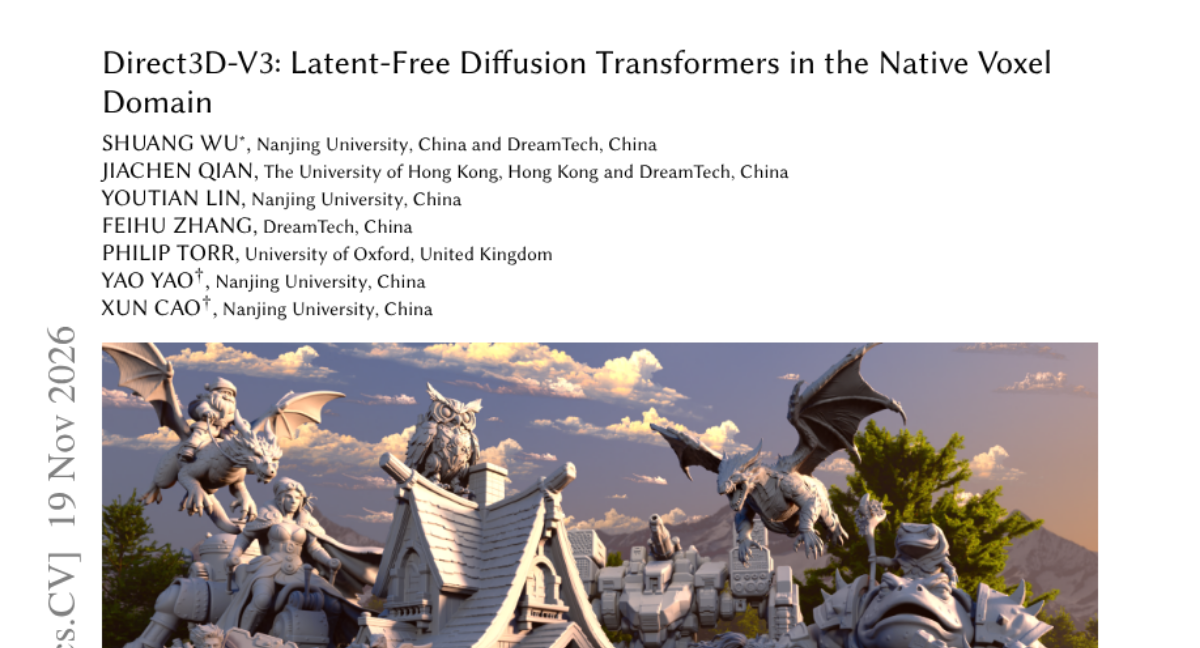 Direct3D-V3: Latent-Free Diffusion Transformers in the Native Voxel
Domain
SHUANG WU*, Nanjing University, China and DreamTech, China
JIACHEN QIAN, The University of Hong Kong, Hong Kong and DreamTech, China
YOUTIAN LIN, Nanjing University, China
FEIHU ZHANG, DreamTech, China
PHILIP TORR, University of Oxford, United Kingdom
YAO YAO†, Nanjing University, China
XUN CAO†, Nanjing University, China
cs.CV] 19 Nov 2026